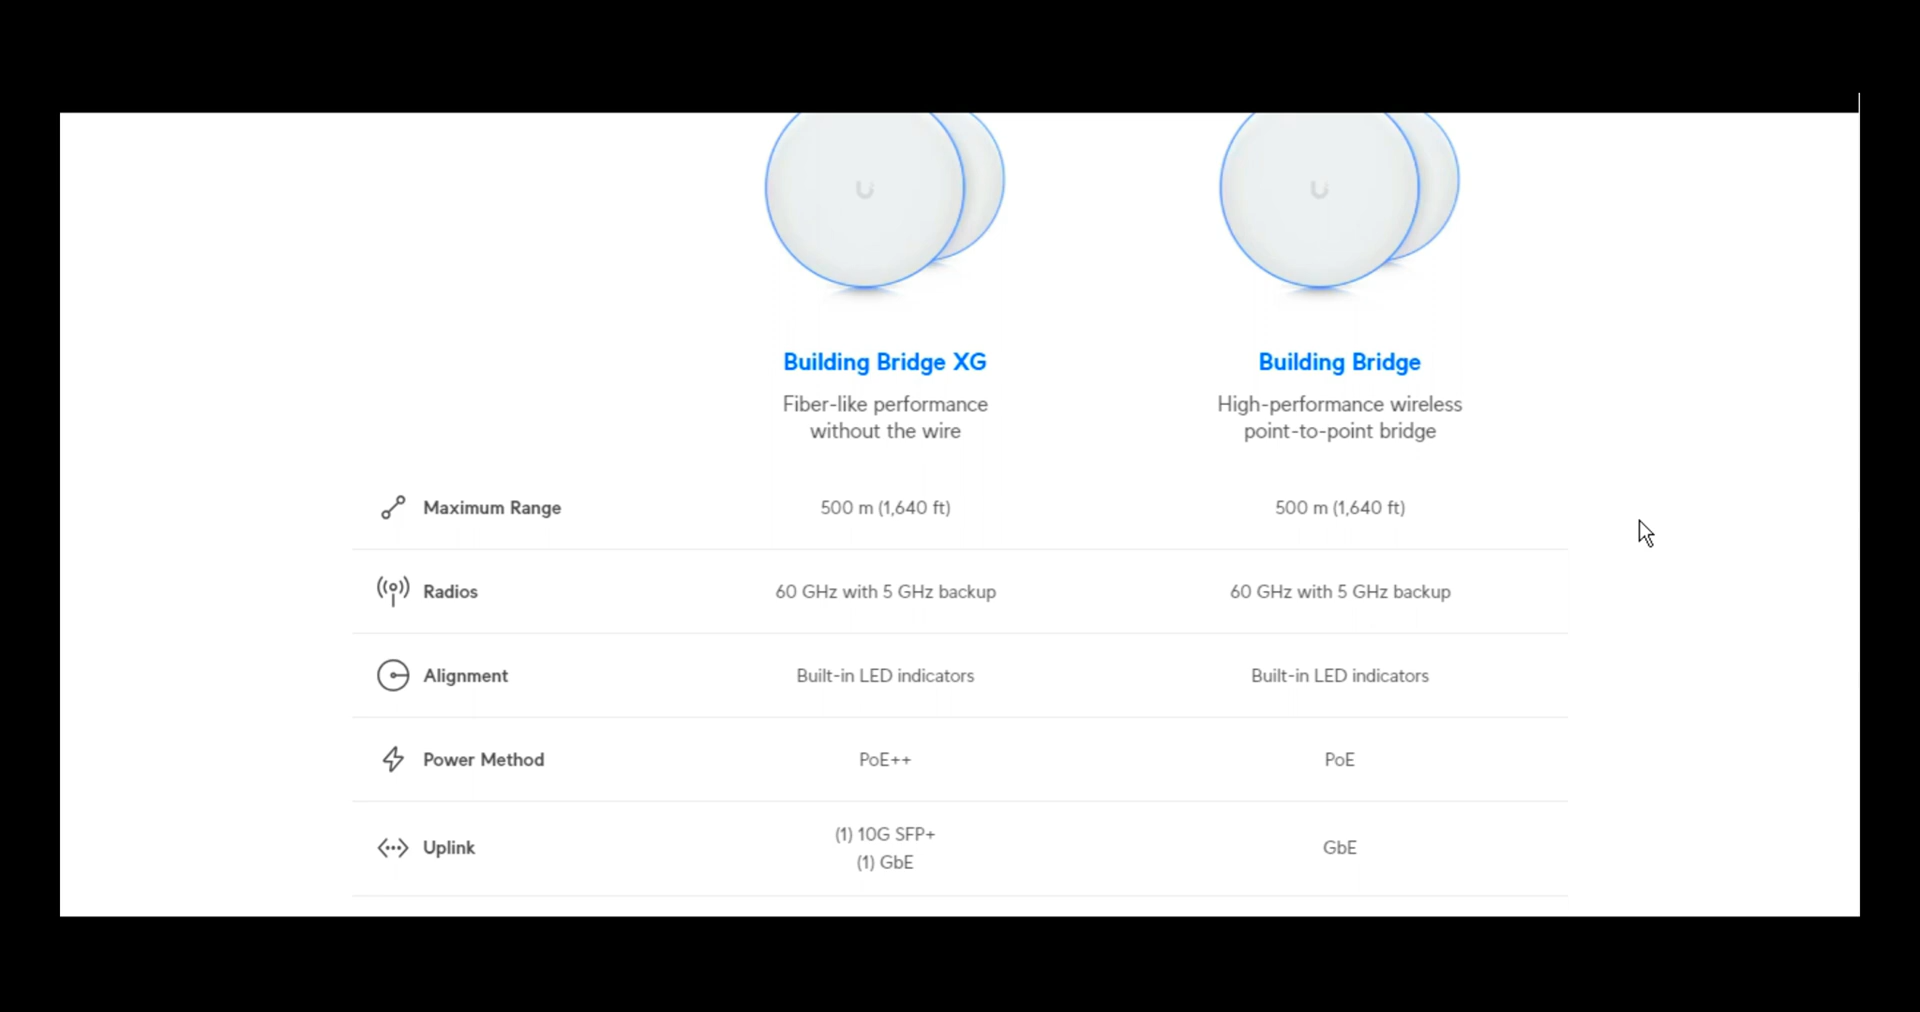 Building Bridge XG
Fiber-like performance
without the wire
Building Bridge
High-performance wireless
point-to-point bridge
Maximum Range 500 m (1,640 ft) 500 m (1,640 ft)
Radios 60 GHz with 5 GHz backup 60 GHz with 5 GHz backup
Alignment Built-in LED indicators Built-in LED indicators
Power Method PoE++ PoE
Uplink (1) 10G SFP+
(1) GbE
GbE